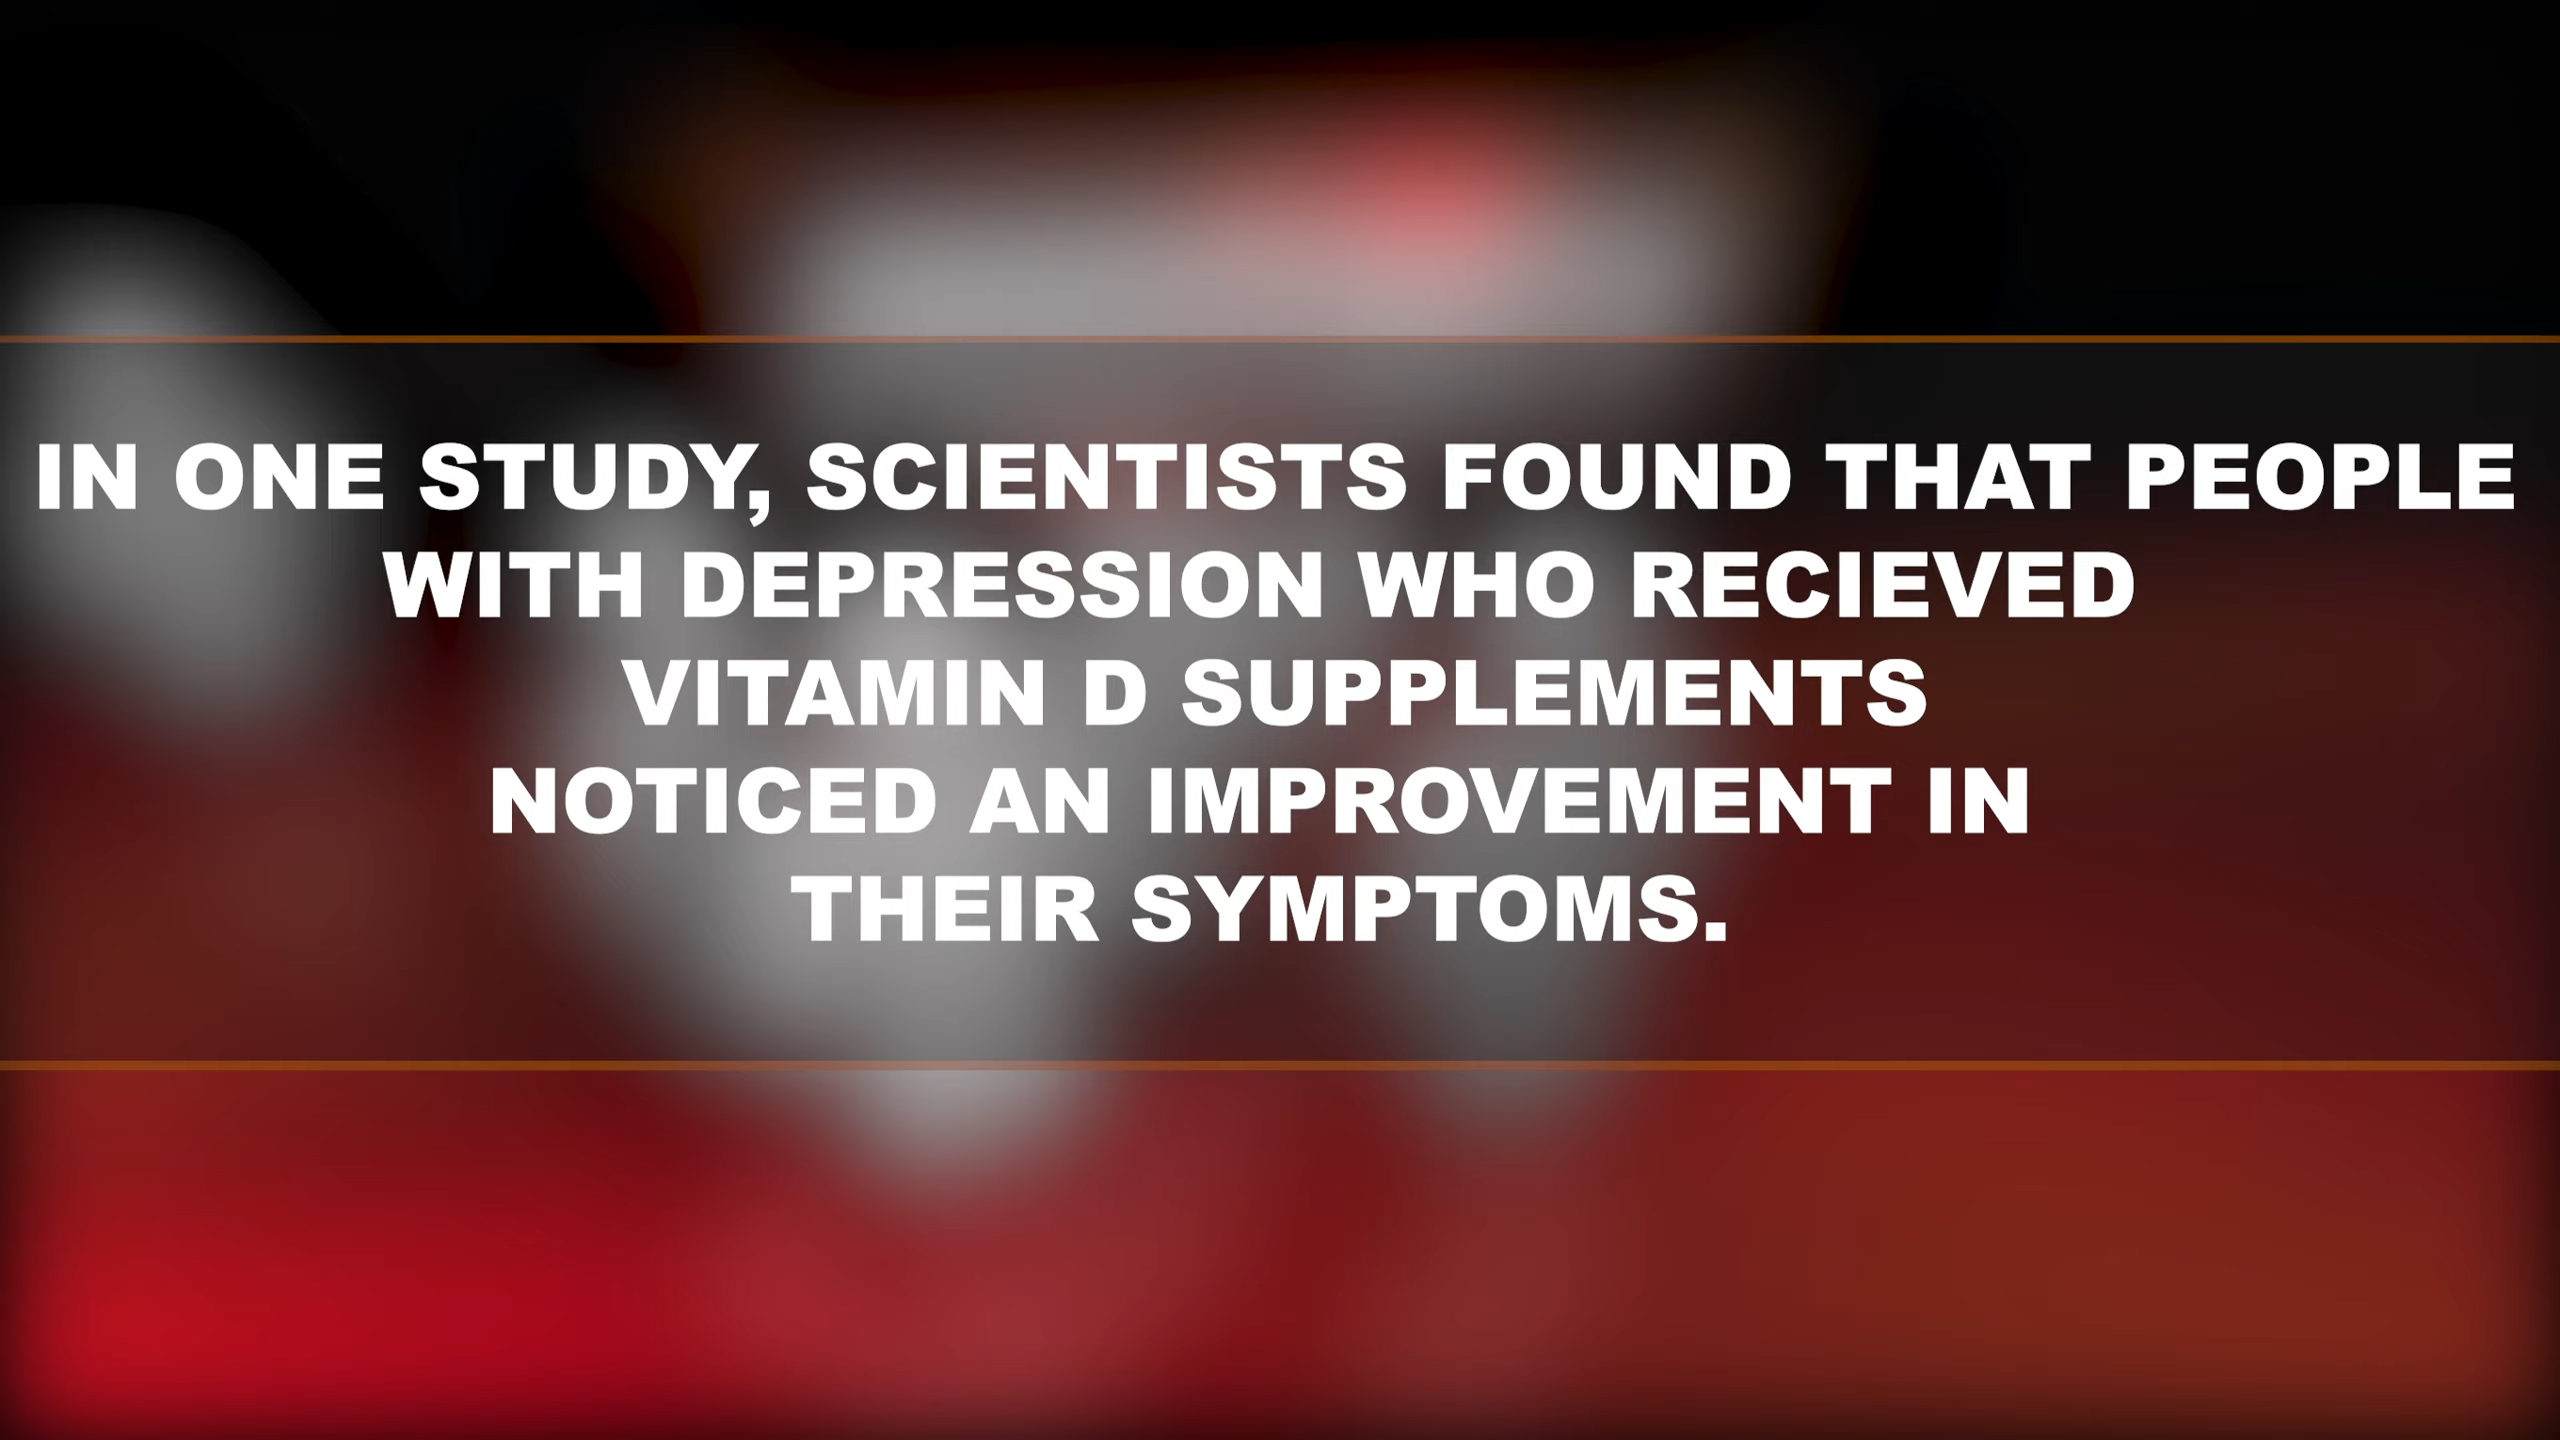 IN ONE STUDY, SCIENTISTS FOUND THAT PEOPLE
WITH DEPRESSION WHO RECIEVED
VITAMIN D SUPPLEMENTS
NOTICED AN IMPROVEMENT IN
THEIR SYMPTOMS.